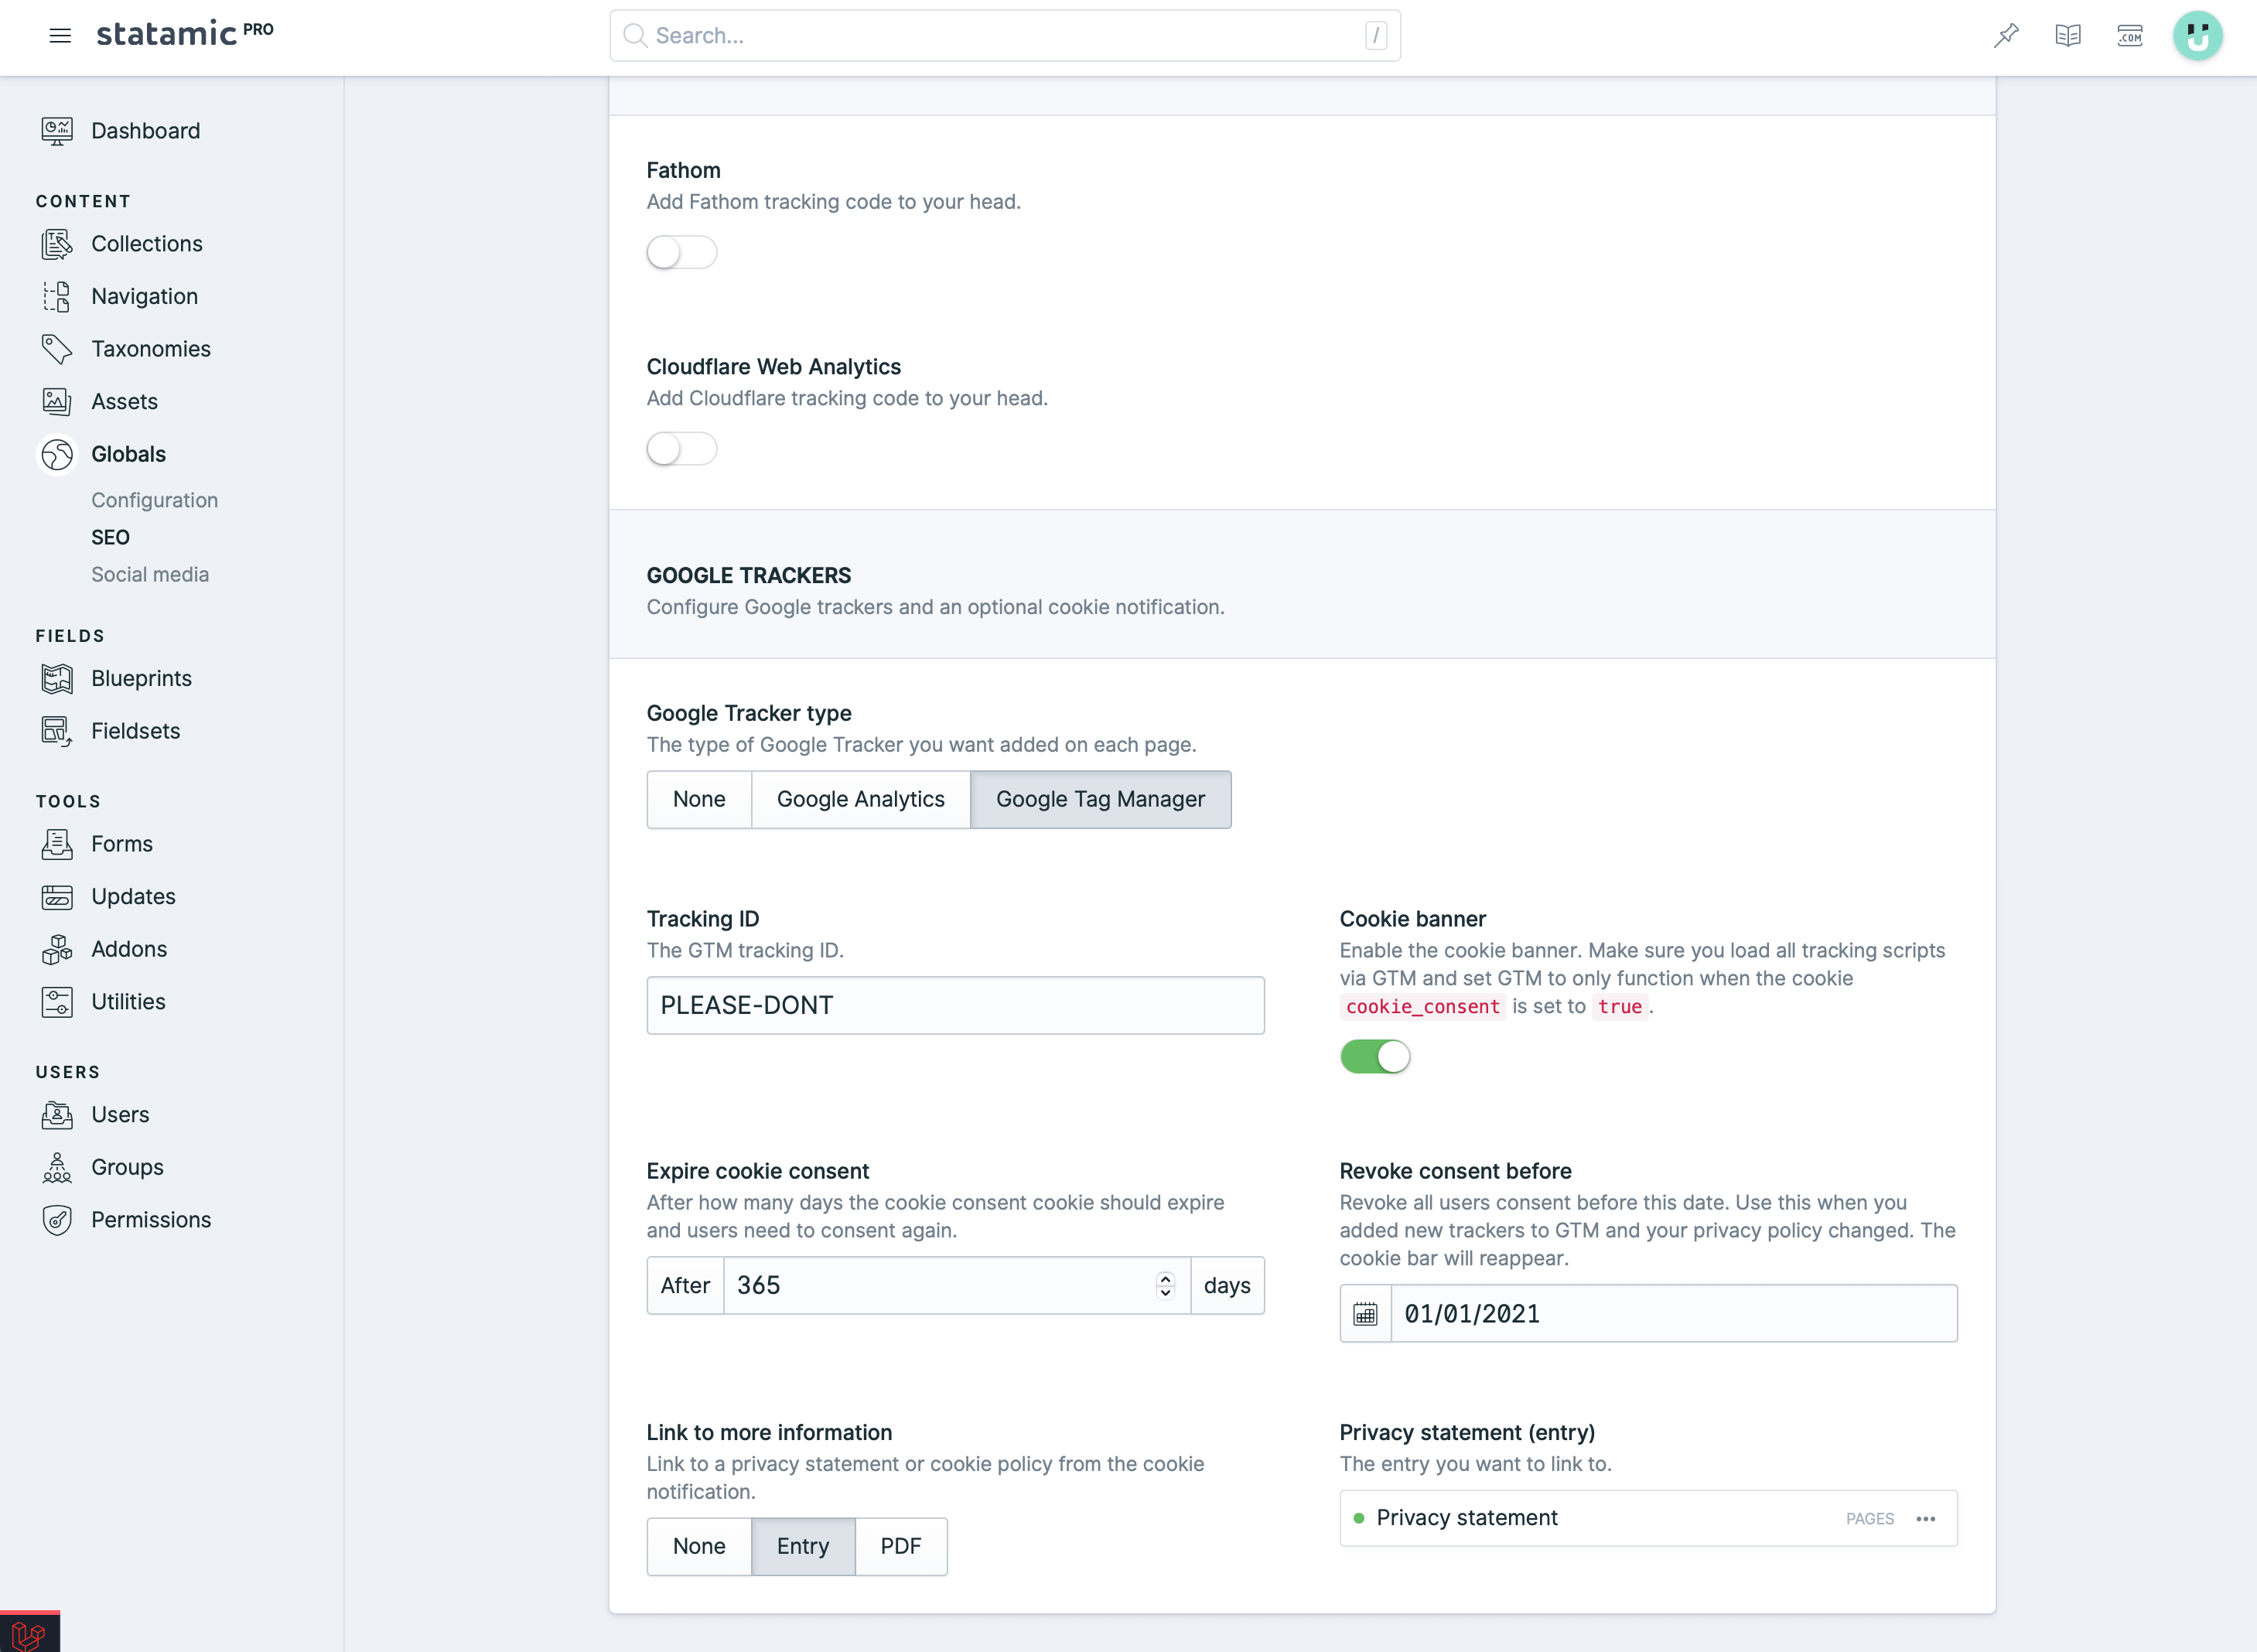 statamic PRO
Search...
/
.COM
Dashboard
CONTENT
Collections
Navigation
Taxonomies
Assets
Globals
Configuration
SEO
Social media
FIELDS
Blueprints
Fieldsets
TOOLS
Forms
Updates
Addons
Utilities
USERS
Users
Groups
Permissions
Fathom
Add Fathom tracking code to your head.
Cloudflare Web Analytics
Add Cloudflare tracking code to your head.
GOOGLE TRACKERS
Configure Google trackers and an optional cookie notification.
Google Tracker type
The type of Google Tracker you want added on each page.
None Google Analytics Google Tag Manager
Tracking ID
The GTM tracking ID.
PLEASE-DONT
Cookie banner
Enable the cookie banner. Make sure you load all tracking scripts
via GTM and set GTM to only function when the cookie
cookie_consent is set to true.
Expire cookie consent
After how many days the cookie consent cookie should expire
and users need to consent again.
After 365 days
Revoke consent before
Revoke all users consent before this date. Use this when you
added new trackers to GTM and your privacy policy changed. The
cookie bar will reappear.
01/01/2021
Link to more information
Link to a privacy statement or cookie policy from the cookie
notification.
None Entry PDF
Privacy statement (entry)
The entry you want to link to.
Privacy statement PAGES